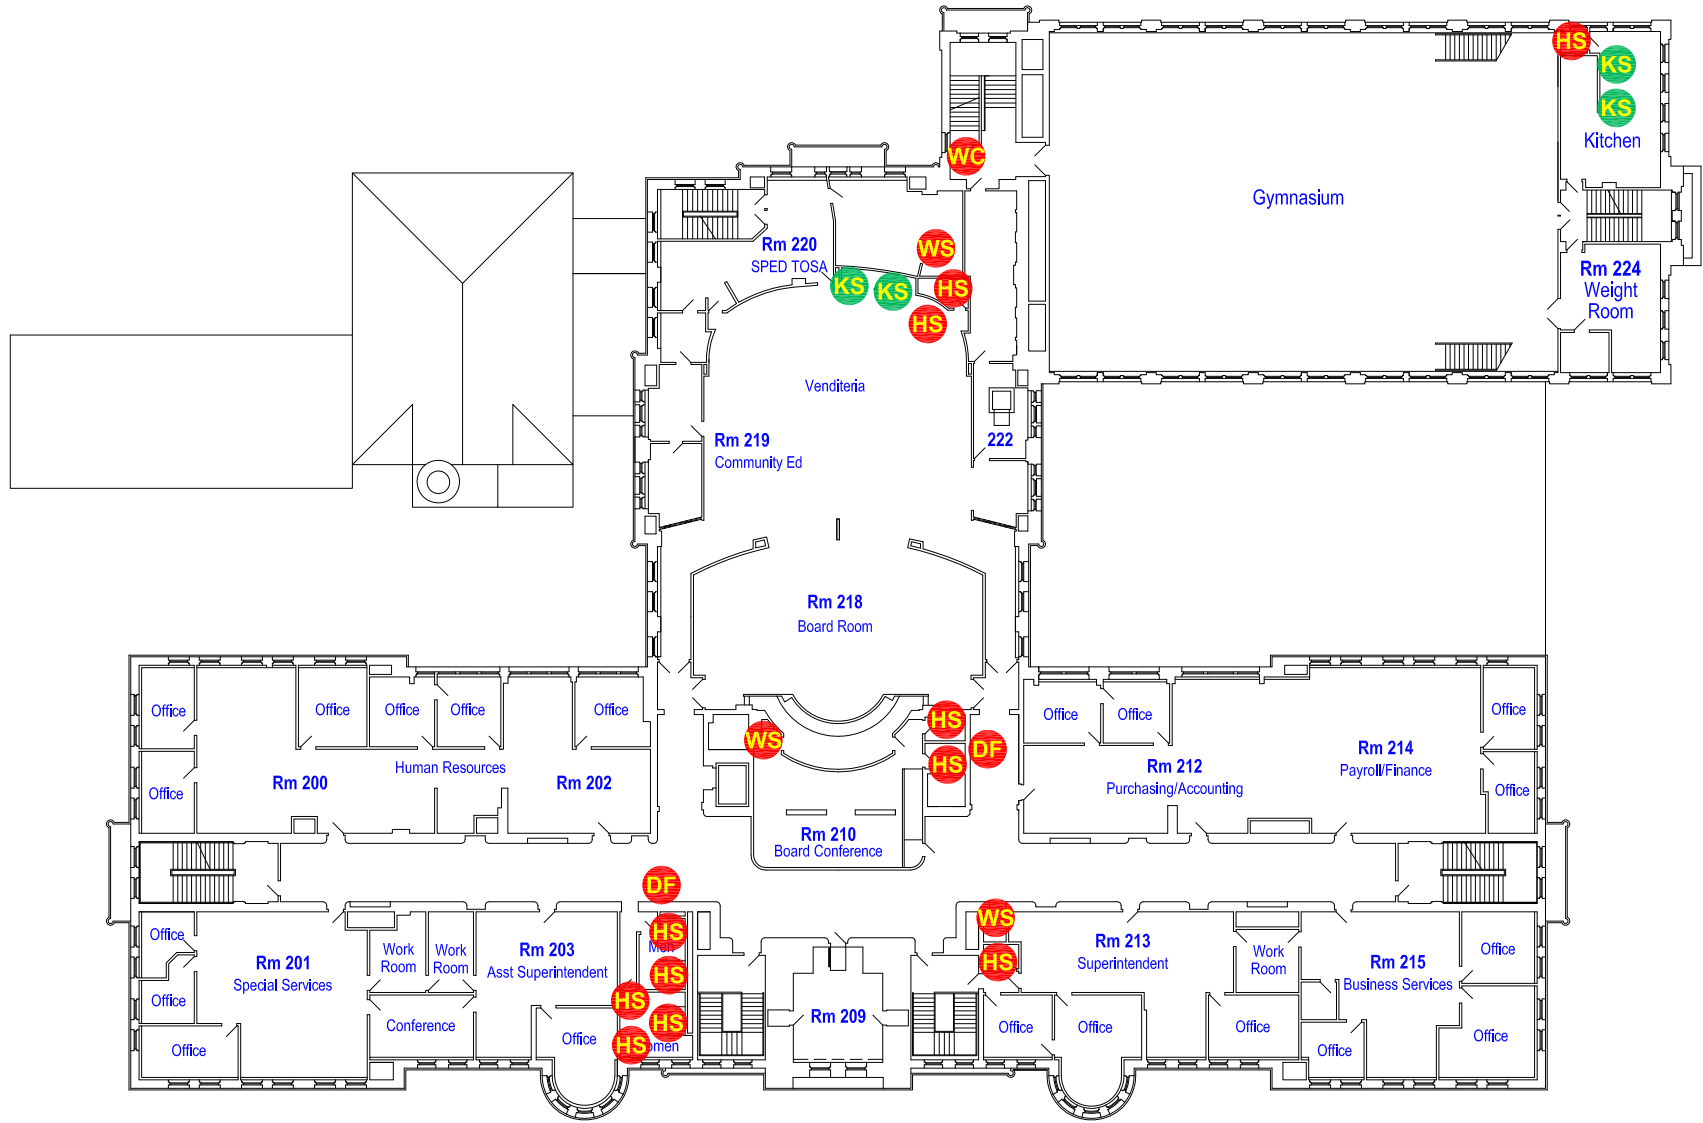 HS
KS
KS
Kitchen
WC
Gymnasium
Rm 220
SPED TOSA
WS
KS
KS
HS
HS
Rm 224
Weight
Room
Venditeria
Rm 219
Community Ed
222
Rm 218
Board Room
Office
Office
Office
Office
Office
WS
HS
DF
HS
Office
Office
Office
Rm 200
Human Resources
Rm 202
Office
Rm 212
Purchasing/Accounting
Rm 214
Payroll/Finance
Office
Rm 210
Board Conference
DF
Office
Rm 201
Special Services
Work
Room
Work
Room
Rm 203
Asst Superintendent
HS
Men
HS
WS
HS
Rm 213
Superintendent
Work
Room
Rm 215
Business Services
Office
Office
Office
Conference
Office
HS
HS
HS
omen
Rm 209
Office
Office
Office
Office
Office